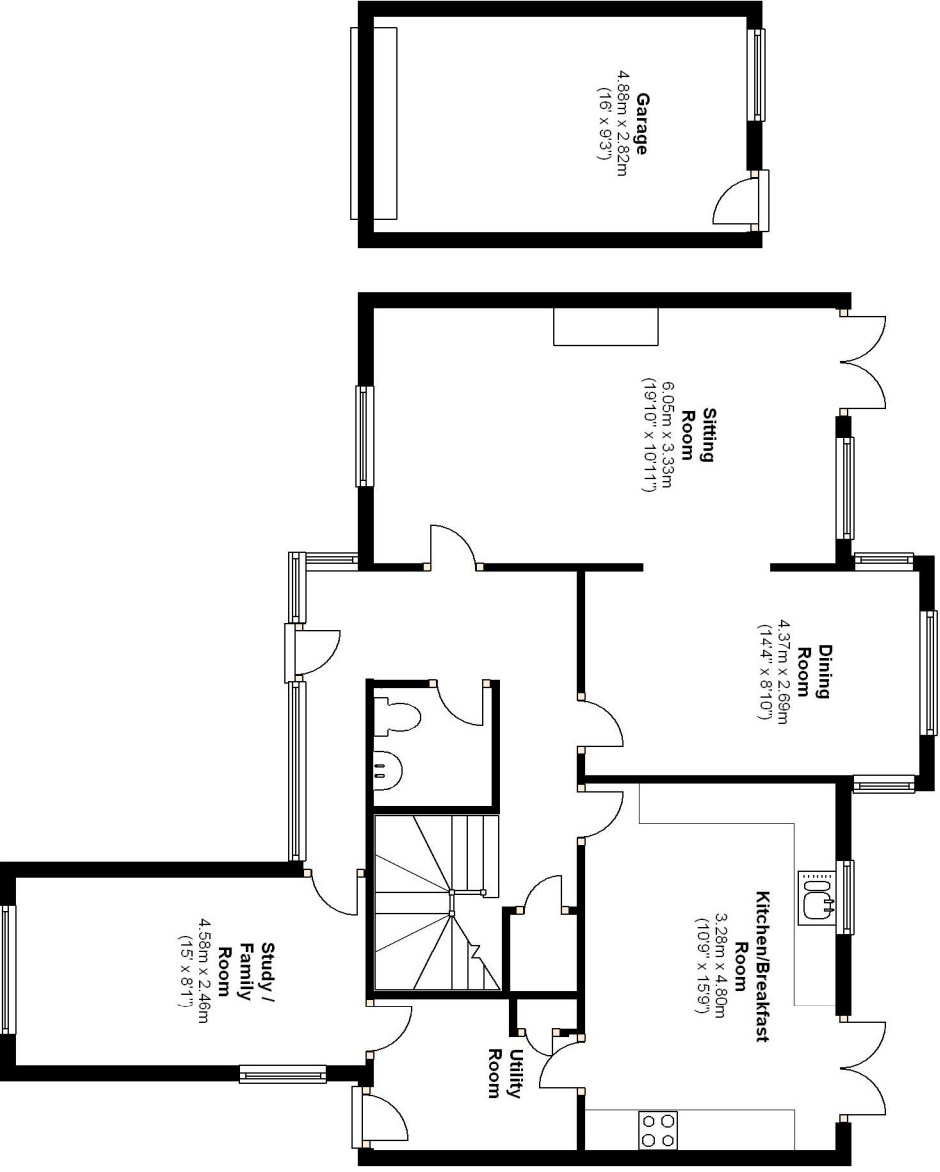 Garage
4.88m x 2.82m
(16' x 9'3")
Sitting
Room
6.05m x 3.33m
(19'10" x 10'11")
Dining
Room
4.37m x 2.69m
(14'4" x 8'10")
Kitchen/Breakfast
Room
3.28m x 4.80m
(10'9" x 15'9")
Study /
Family
Room
4.58m x 2.46m
(15' x 8'1")
Utility
Room